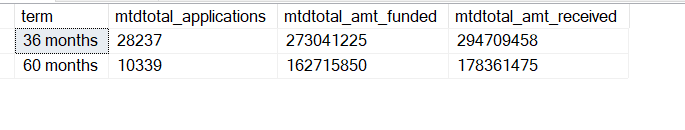 term mtdtotal_applications mtdtotal_amt_funded mtdtotal_amt_received
36 months 28237 273041225 294709458
60 months 10339 162715850 178361475